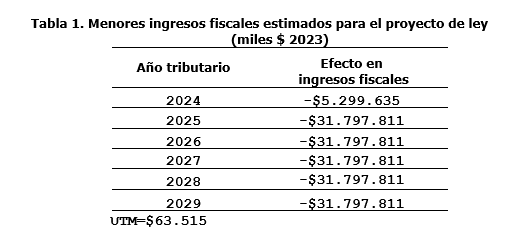 Tabla 1. Menores ingresos fiscales estimados para el proyecto de ley
(miles $ 2023)
Año tributario Efecto en
ingresos fiscales
2024 -$5.299.635
2025 -$31.797.811
2026 -$31.797.811
2027 -$31.797.811
2028 -$31.797.811
2029 -$31.797.811
UTM=$63.515